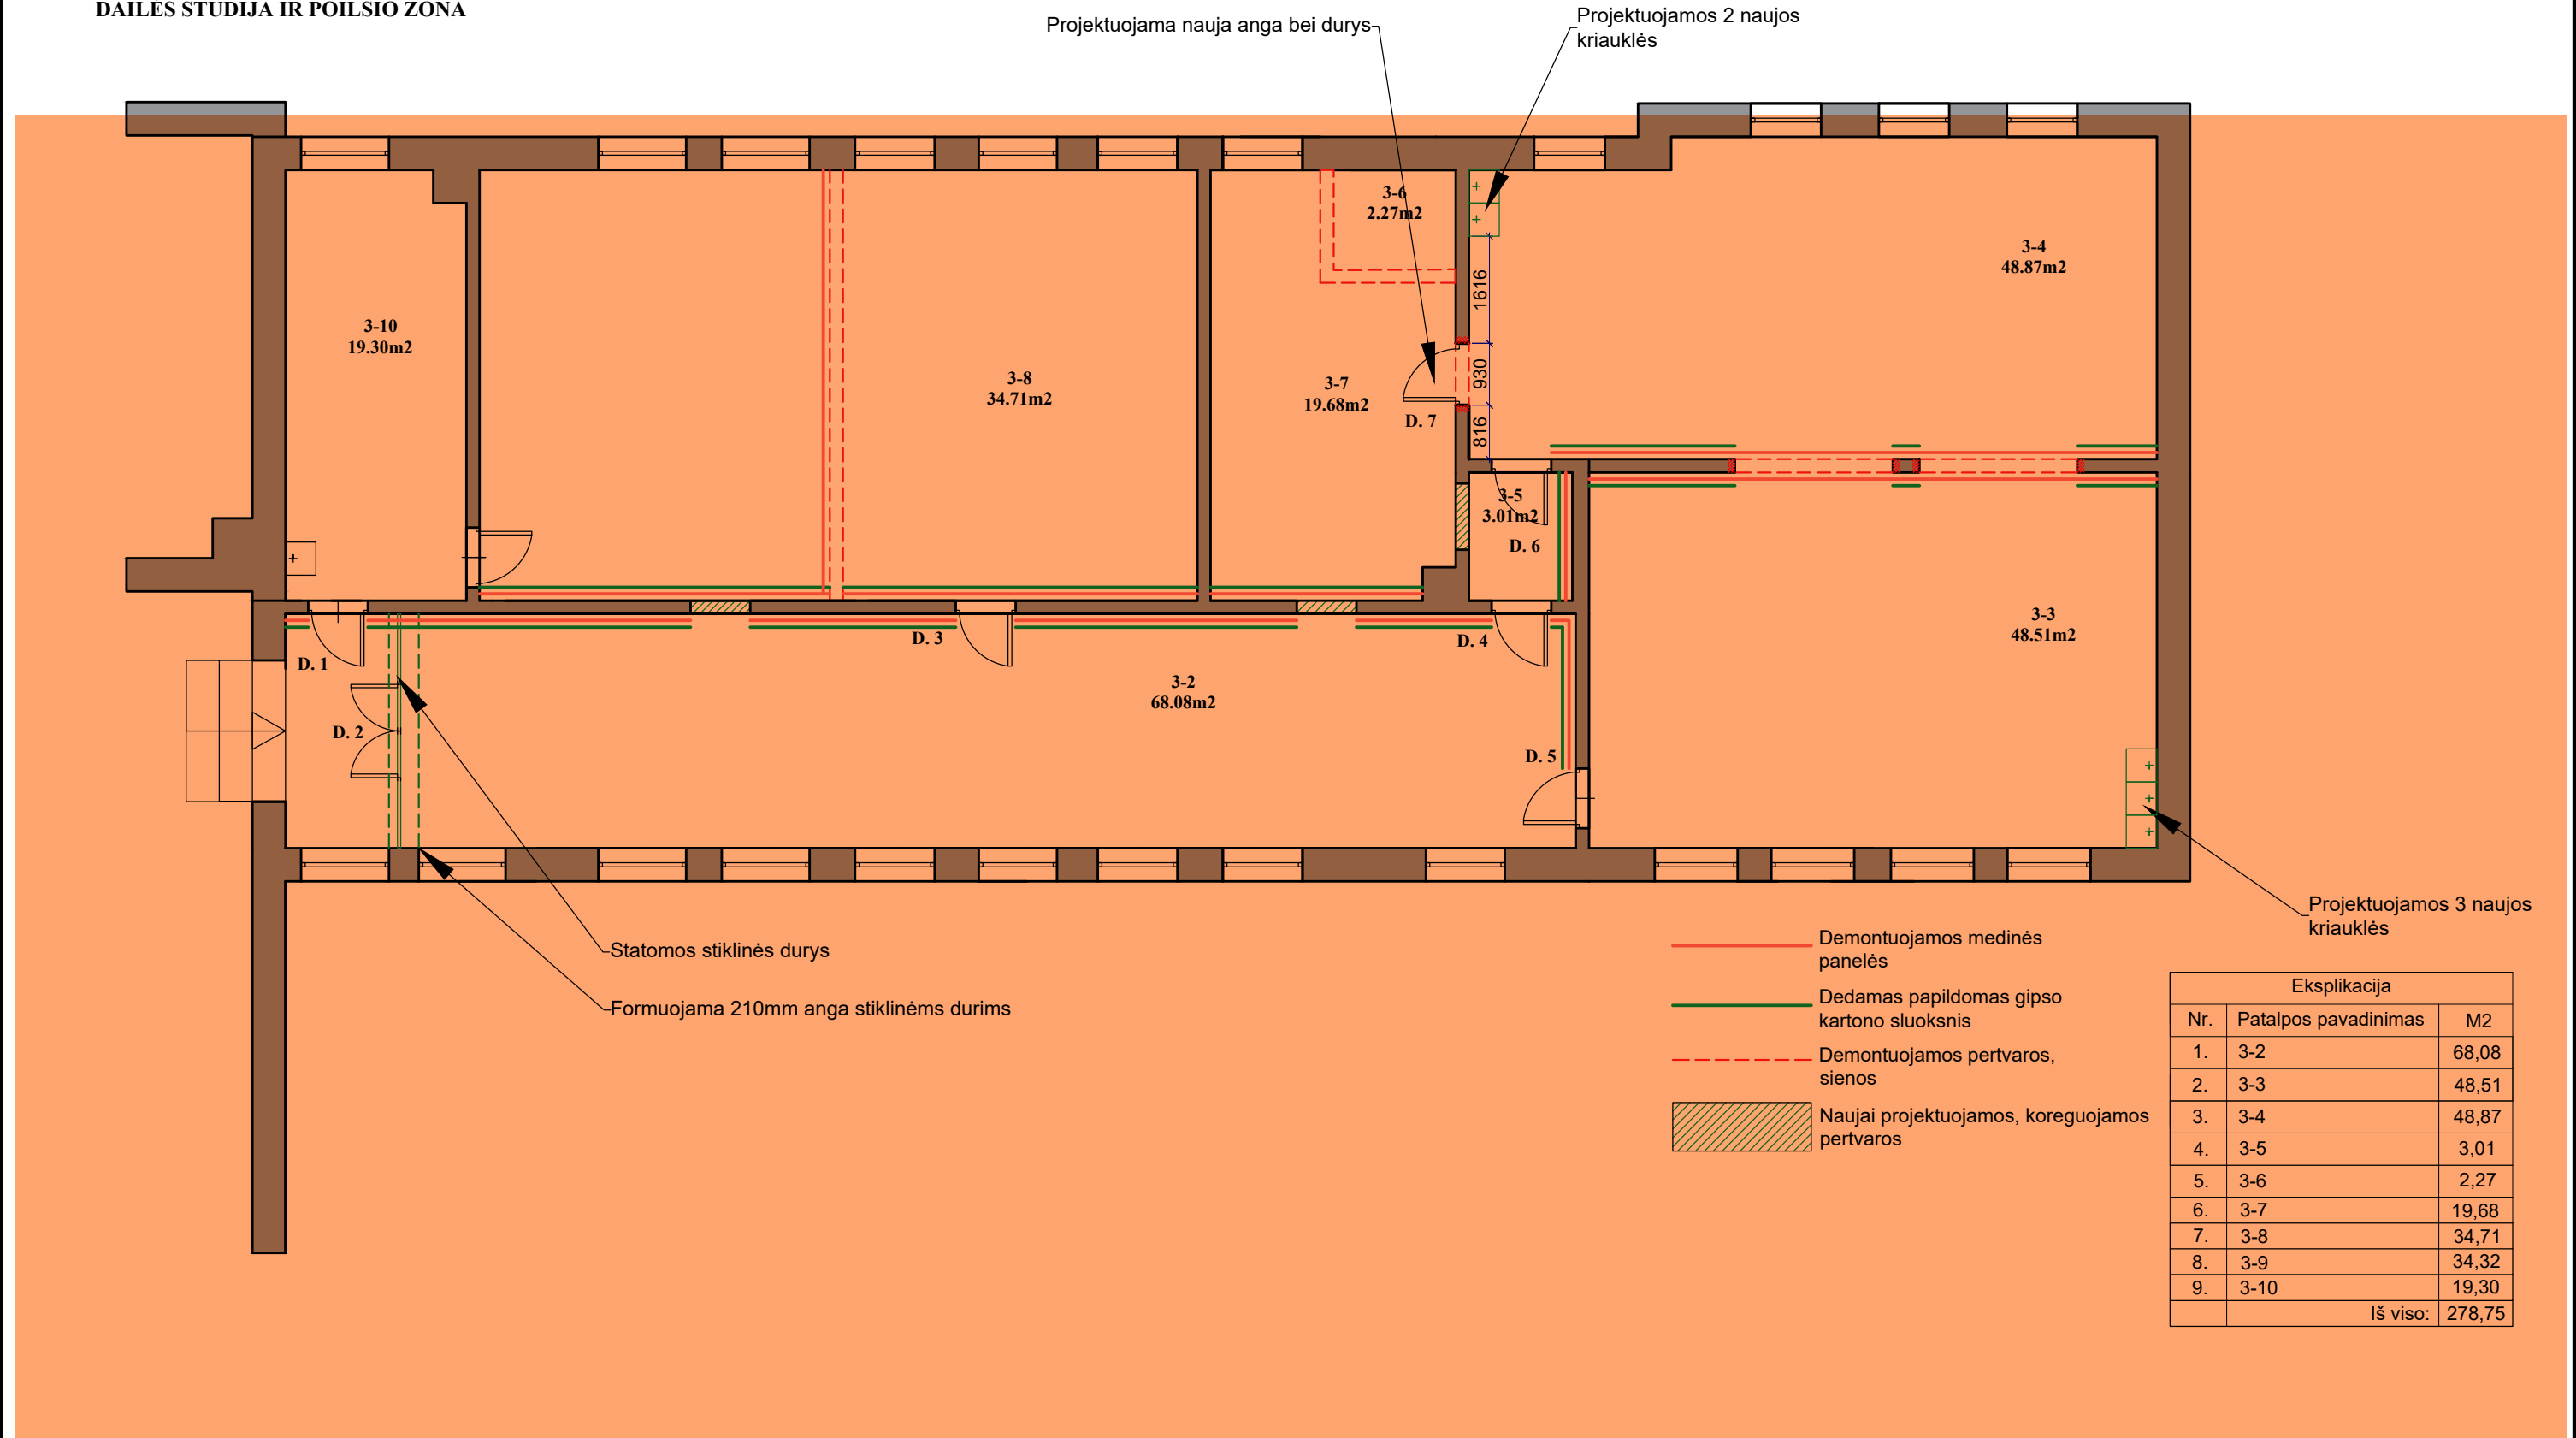 DAILĖS STUDIJA IR POILSIO ZONA
Projektuojama nauja anga bei durys
Projektuojamos 2 naujos
kriauklės
3-6
2.27m2
3-4
48.87m2
3-10
19.30m2
3-8
34.71m2
3-7
19.68m2
1616
930
816
D. 7
3-5
3.01m2
D. 6
3-3
48.51m2
D. 1
D. 3
D. 4
3-2
68.08m2
D. 2
D. 5
Statomos stiklinės durys
Formuojama 210mm anga stiklinėms durims
Projektuojamos 3 naujos
kriauklės
Demontuojamos medinės
panelės
Dedamas papildomas gipso
kartono sluoksnis
Demontuojamos pertvaros,
sienos
Naujai projektuojamos, koreguojamos
pertvaros
Eksplikacija
Nr. Patalpos pavadinimas M2
1. 3-2 68,08
2. 3-3 48,51
3. 3-4 48,87
4. 3-5 3,01
5. 3-6 2,27
6. 3-7 19,68
7. 3-8 34,71
8. 3-9 34,32
9. 3-10 19,30
Iš viso: 278,75